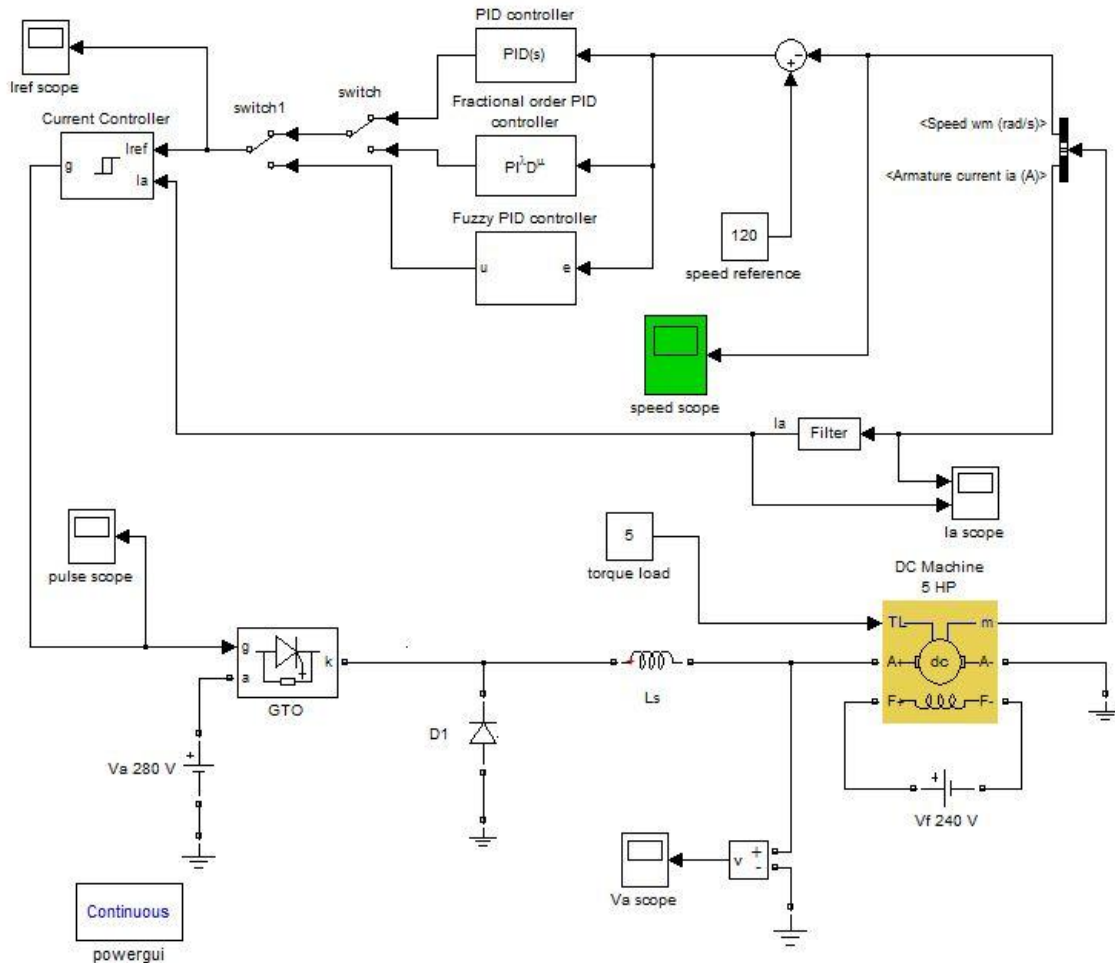 PID controller
PID(s)
Iref scope
switch1
switch
Fractional order PID
controller
PI^λD^μ
Current Controller
Iref
g
Ia
Fuzzy PID controller
u
e
-
+
120
speed reference
<Speed wm (rad/s)>
<Armature current ia (A)>
speed scope
Ia
Filter
Ia scope
pulse scope
5
torque load
DC Machine
5 HP
TL
m
A+
dc
A-
F+
F-
g
a
k
GTO
Ls
D1
+
Va 280 V
+
Vf 240 V
v
+
-
Va scope
Continuous
powergui